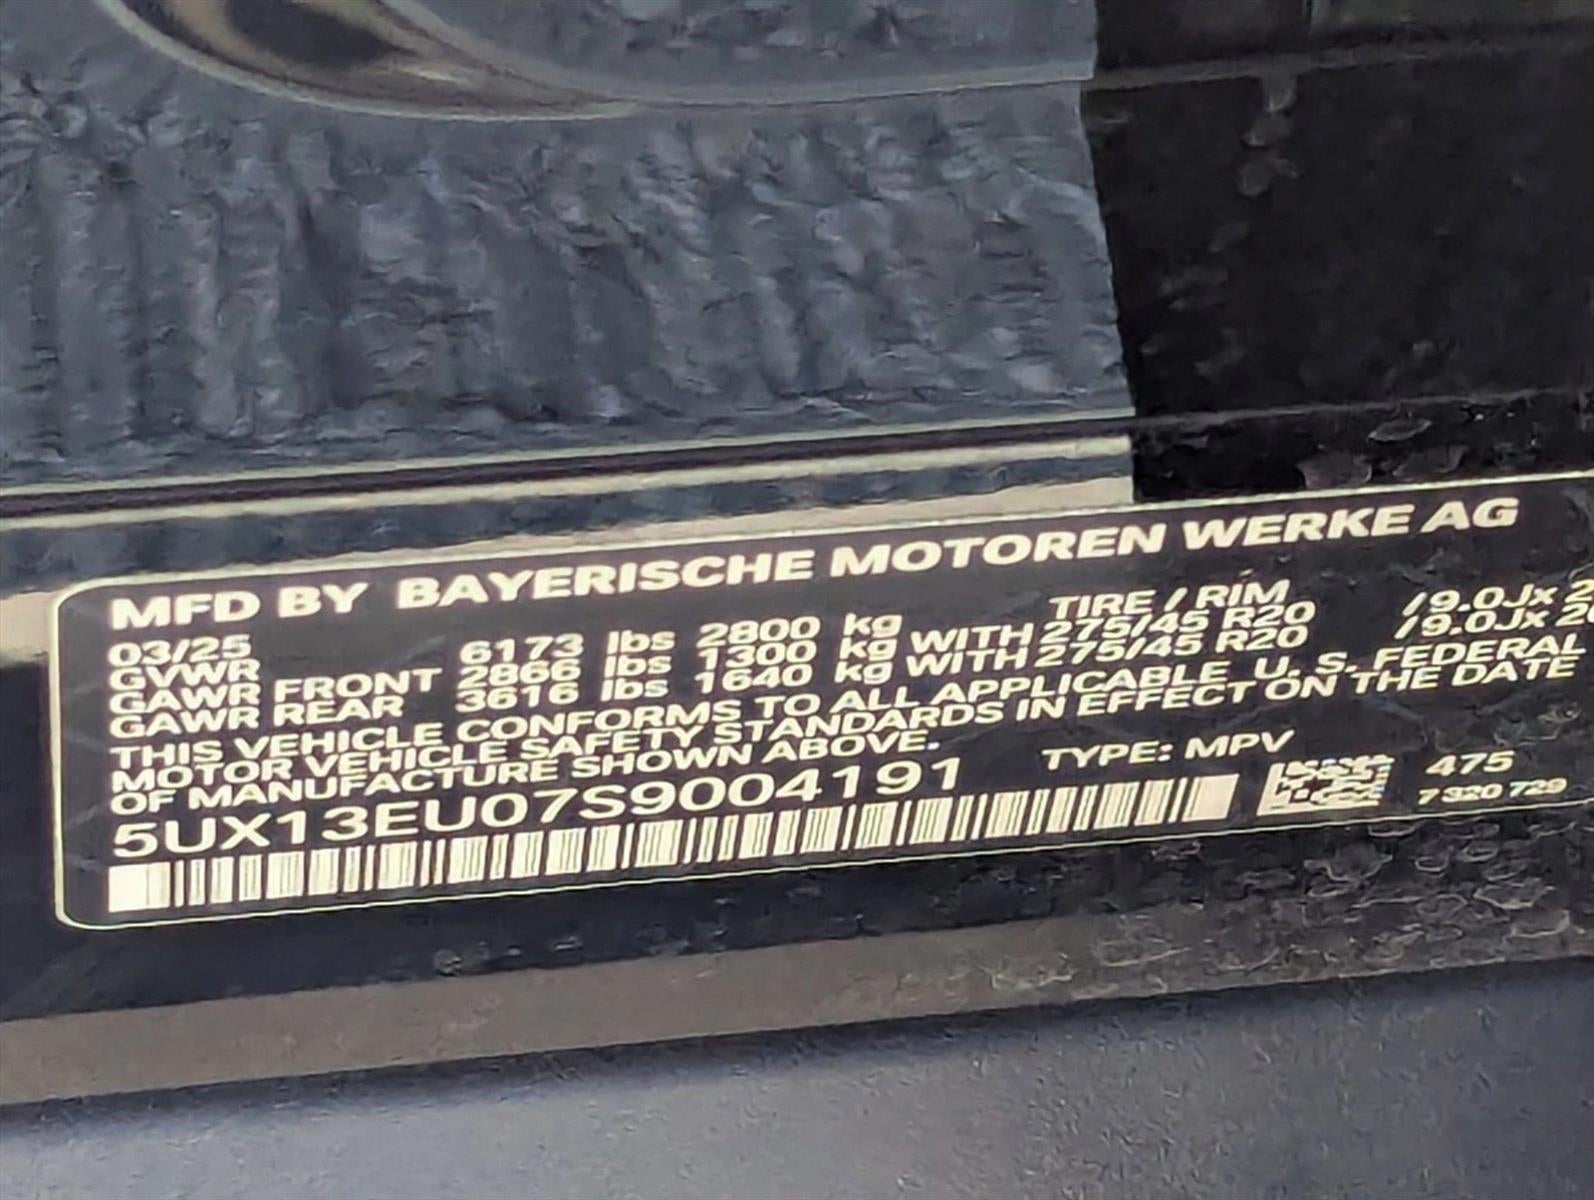 MFD BY BAYERISCHE MOTOREN WERKE AG
03/25
GVWR 6173 lbs 2800 kg TIRE / RIM
GAWR FRONT 2866 lbs 1300 kg WITH 275/45 R20 /9.0Jx 2
GAWR REAR 3616 lbs 1640 kg WITH 275/45 R20 /9.0Jx 2
THIS VEHICLE CONFORMS TO ALL APPLICABLE U. S. FEDERAL
MOTOR VEHICLE SAFETY STANDARDS IN EFFECT ON THE DATE
OF MANUFACTURE SHOWN ABOVE.
TYPE: MPV
5UX13EU07S9004191
475
7 320 729